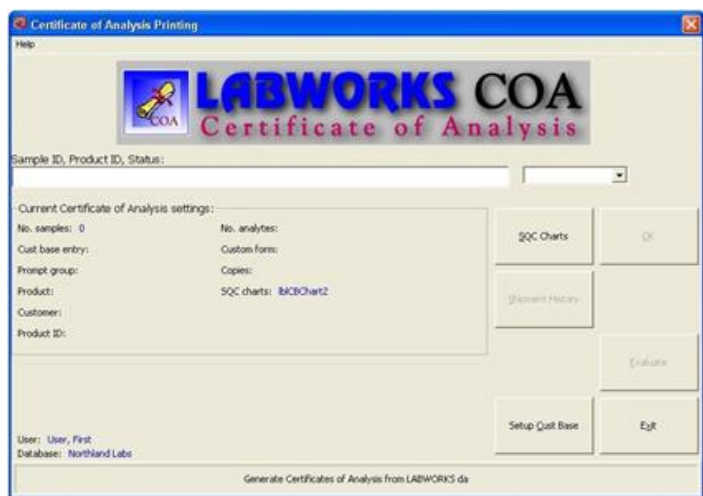 Certificate of Analysis Printing
Help
COA
LABWORKS COA
Certificate of Analysis
Sample ID, Product ID, Status:
Current Certificate of Analysis settings:
No. samples: 0
No. analytes:
Cust base entry:
Custom form:
Prompt group:
Copies:
Product:
SQC charts: lblCBChart2
Customer:
Product ID:
SQC Charts
OK
Shipment History
Evaluate
Setup Cust Base
Exit
User: User, First
Database: Northland Labs
Generate Certificates of Analysis from LABWORKS da